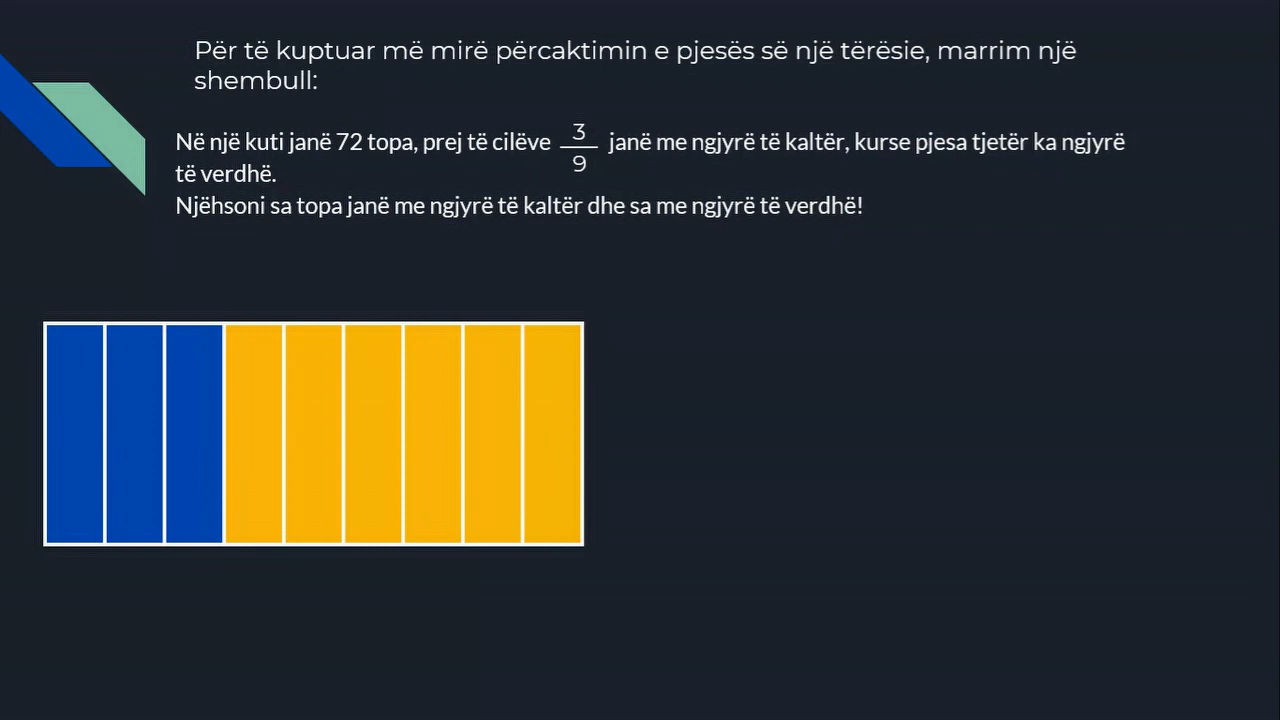 Për të kuptuar më mirë përcaktimin e pjesës së një tërësie, marrim një
shembull:
Në një kuti janë 72 topa, prej të cilëve 3/9 janë me ngjyrë të kaltër, kurse pjesa tjetër ka ngjyrë
të verdhë.
Njëhsoni sa topa janë me ngjyrë të kaltër dhe sa me ngjyrë të verdhë!